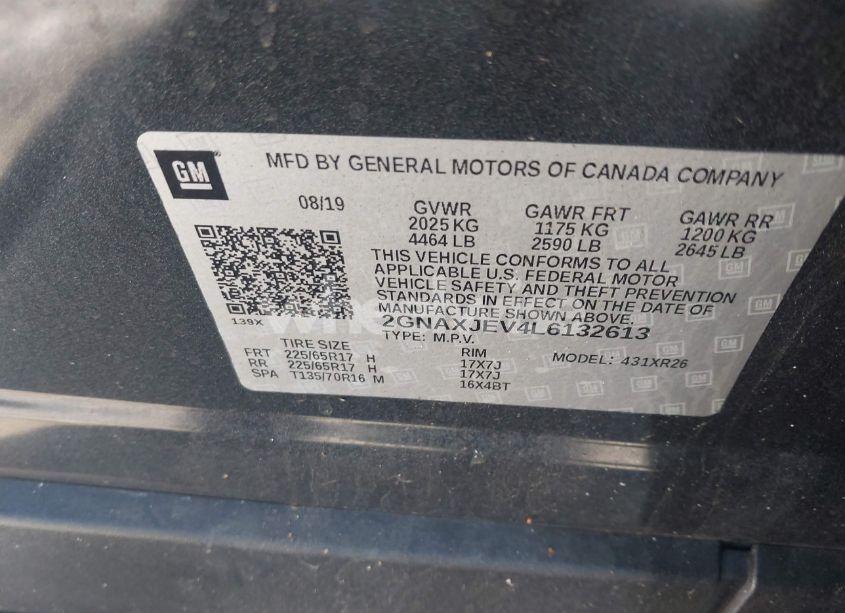 GM
MFD BY GENERAL MOTORS OF CANADA COMPANY
08/19 GVWR GAWR FRT GAWR RR
2025 KG 1175 KG 1200 KG
4464 LB 2590 LB 2645 LB
THIS VEHICLE CONFORMS TO ALL
APPLICABLE U.S. FEDERAL MOTOR
VEHICLE SAFETY AND THEFT PREVENTION
STANDARDS IN EFFECT ON THE DATE OF
MANUFACTURE SHOWN ABOVE.
139X 2GNAXJEV4L6132613
TYPE: M.P.V.
TIRE SIZE RIM MODEL: 431XR26
FRT 225/65R17 H 17X7J
RR 225/65R17 H 17X7J
SPA T135/70R16 M 16X4BT